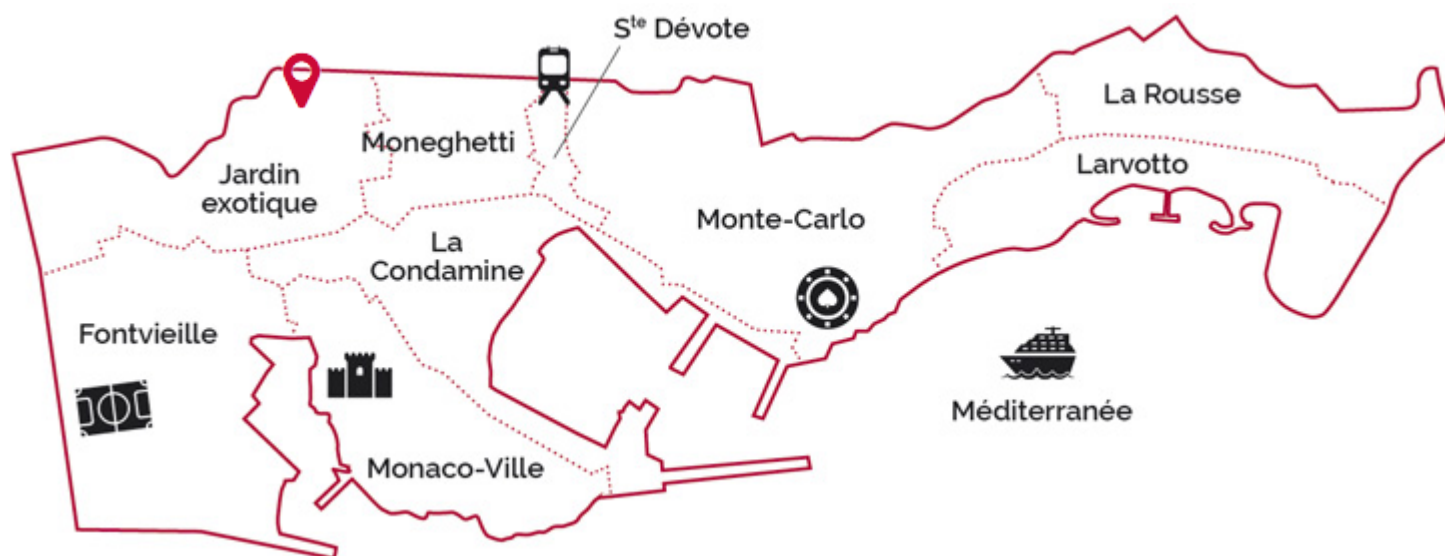 Sᵗᵉ Dévote
La Rousse
Moneghetti
Larvotto
Jardin
exotique
Monte-Carlo
La
Condamine
Fontvieille
Méditerranée
Monaco-Ville